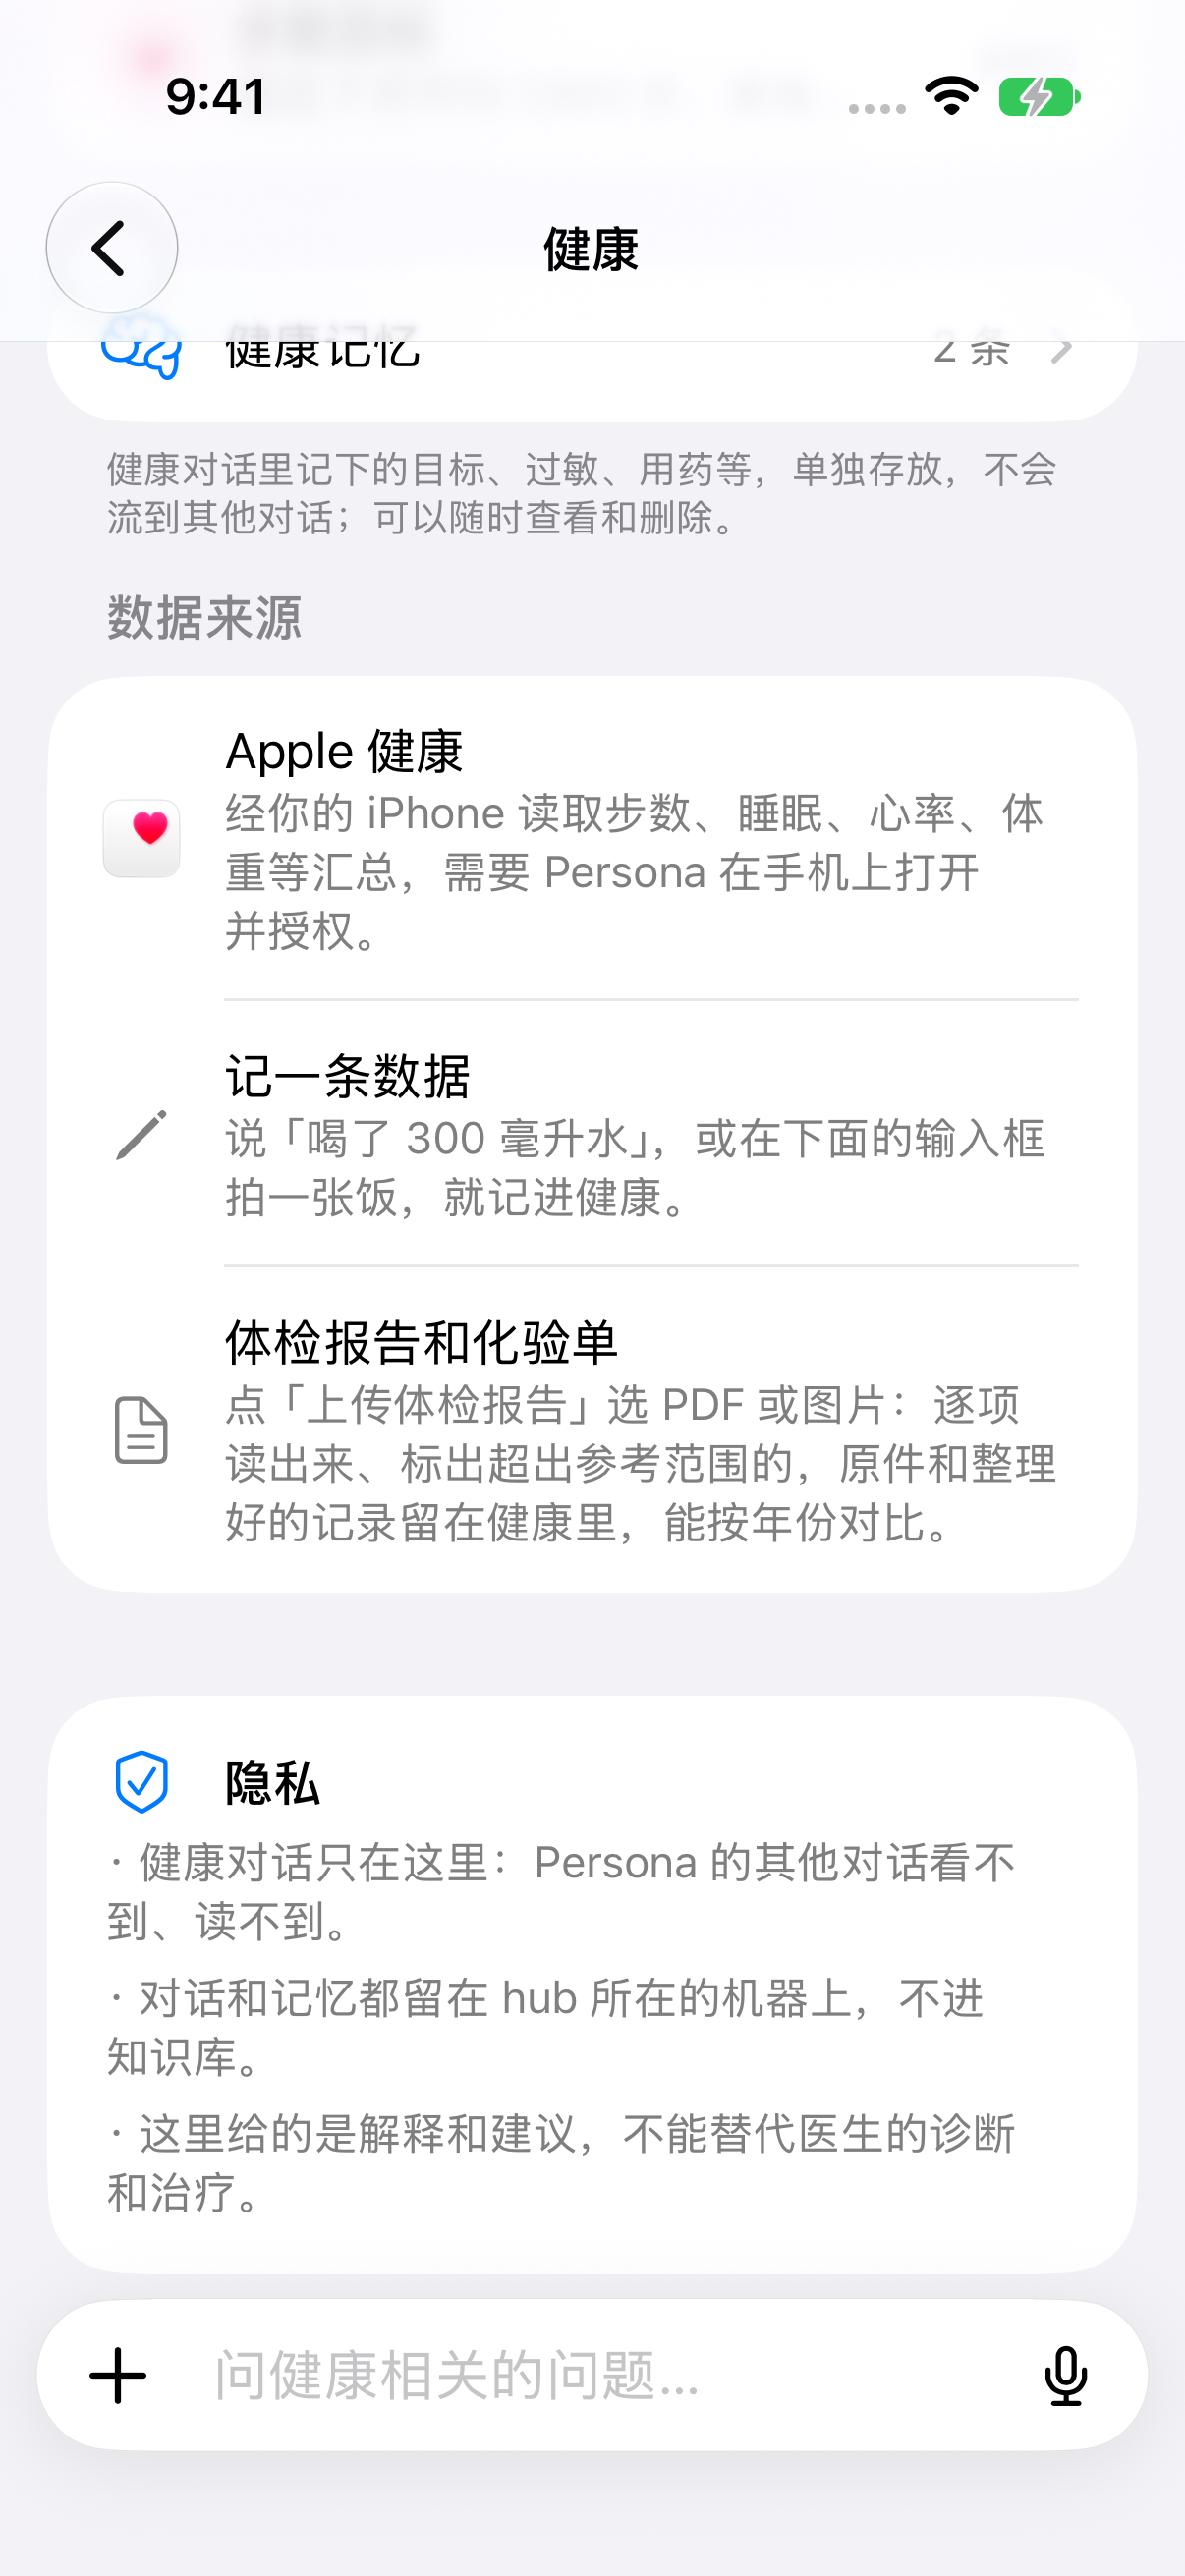 9:41
健康
健康记忆
2 条
健康对话里记下的目标、过敏、用药等，单独存放，不会
流到其他对话；可以随时查看和删除。
数据来源
Apple 健康
经你的 iPhone 读取步数、睡眠、心率、体
重等汇总，需要 Persona 在手机上打开
并授权。
记一条数据
说「喝了 300 毫升水」，或在下面的输入框
拍一张饭，就记进健康。
体检报告和化验单
点「上传体检报告」选 PDF 或图片：逐项
读出来、标出超出参考范围的，原件和整理
好的记录留在健康里，能按年份对比。
隐私
· 健康对话只在这里：Persona 的其他对话看不
到、读不到。
· 对话和记忆都留在 hub 所在的机器上，不进
知识库。
· 这里给的是解释和建议，不能替代医生的诊断
和治疗。
问健康相关的问题...